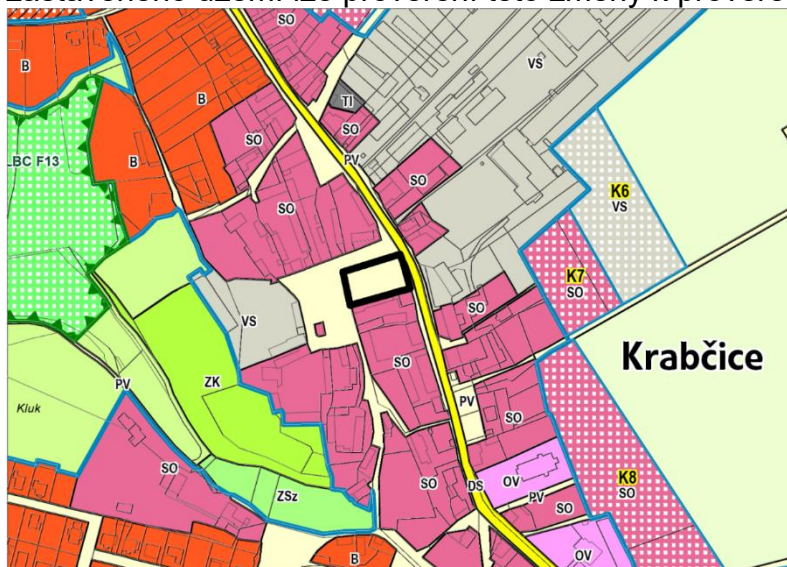 B
SO
VS
TI
SO
B
PV
B
LBC F13
SO
SO
SO
K6
VS
K7
SO
VS
SO
SO
Krabčice
PV
ZK
PV
Kluk
SO
SO
K8
SO
SO
OV
ZSz
DS
PV
SO
B
OV